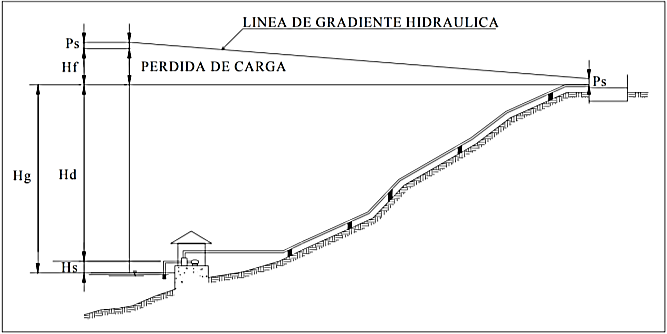 LINEA DE GRADIENTE HIDRAULICA
Ps
Hf
PERDIDA DE CARGA
Ps
Hg
Hd
Hs